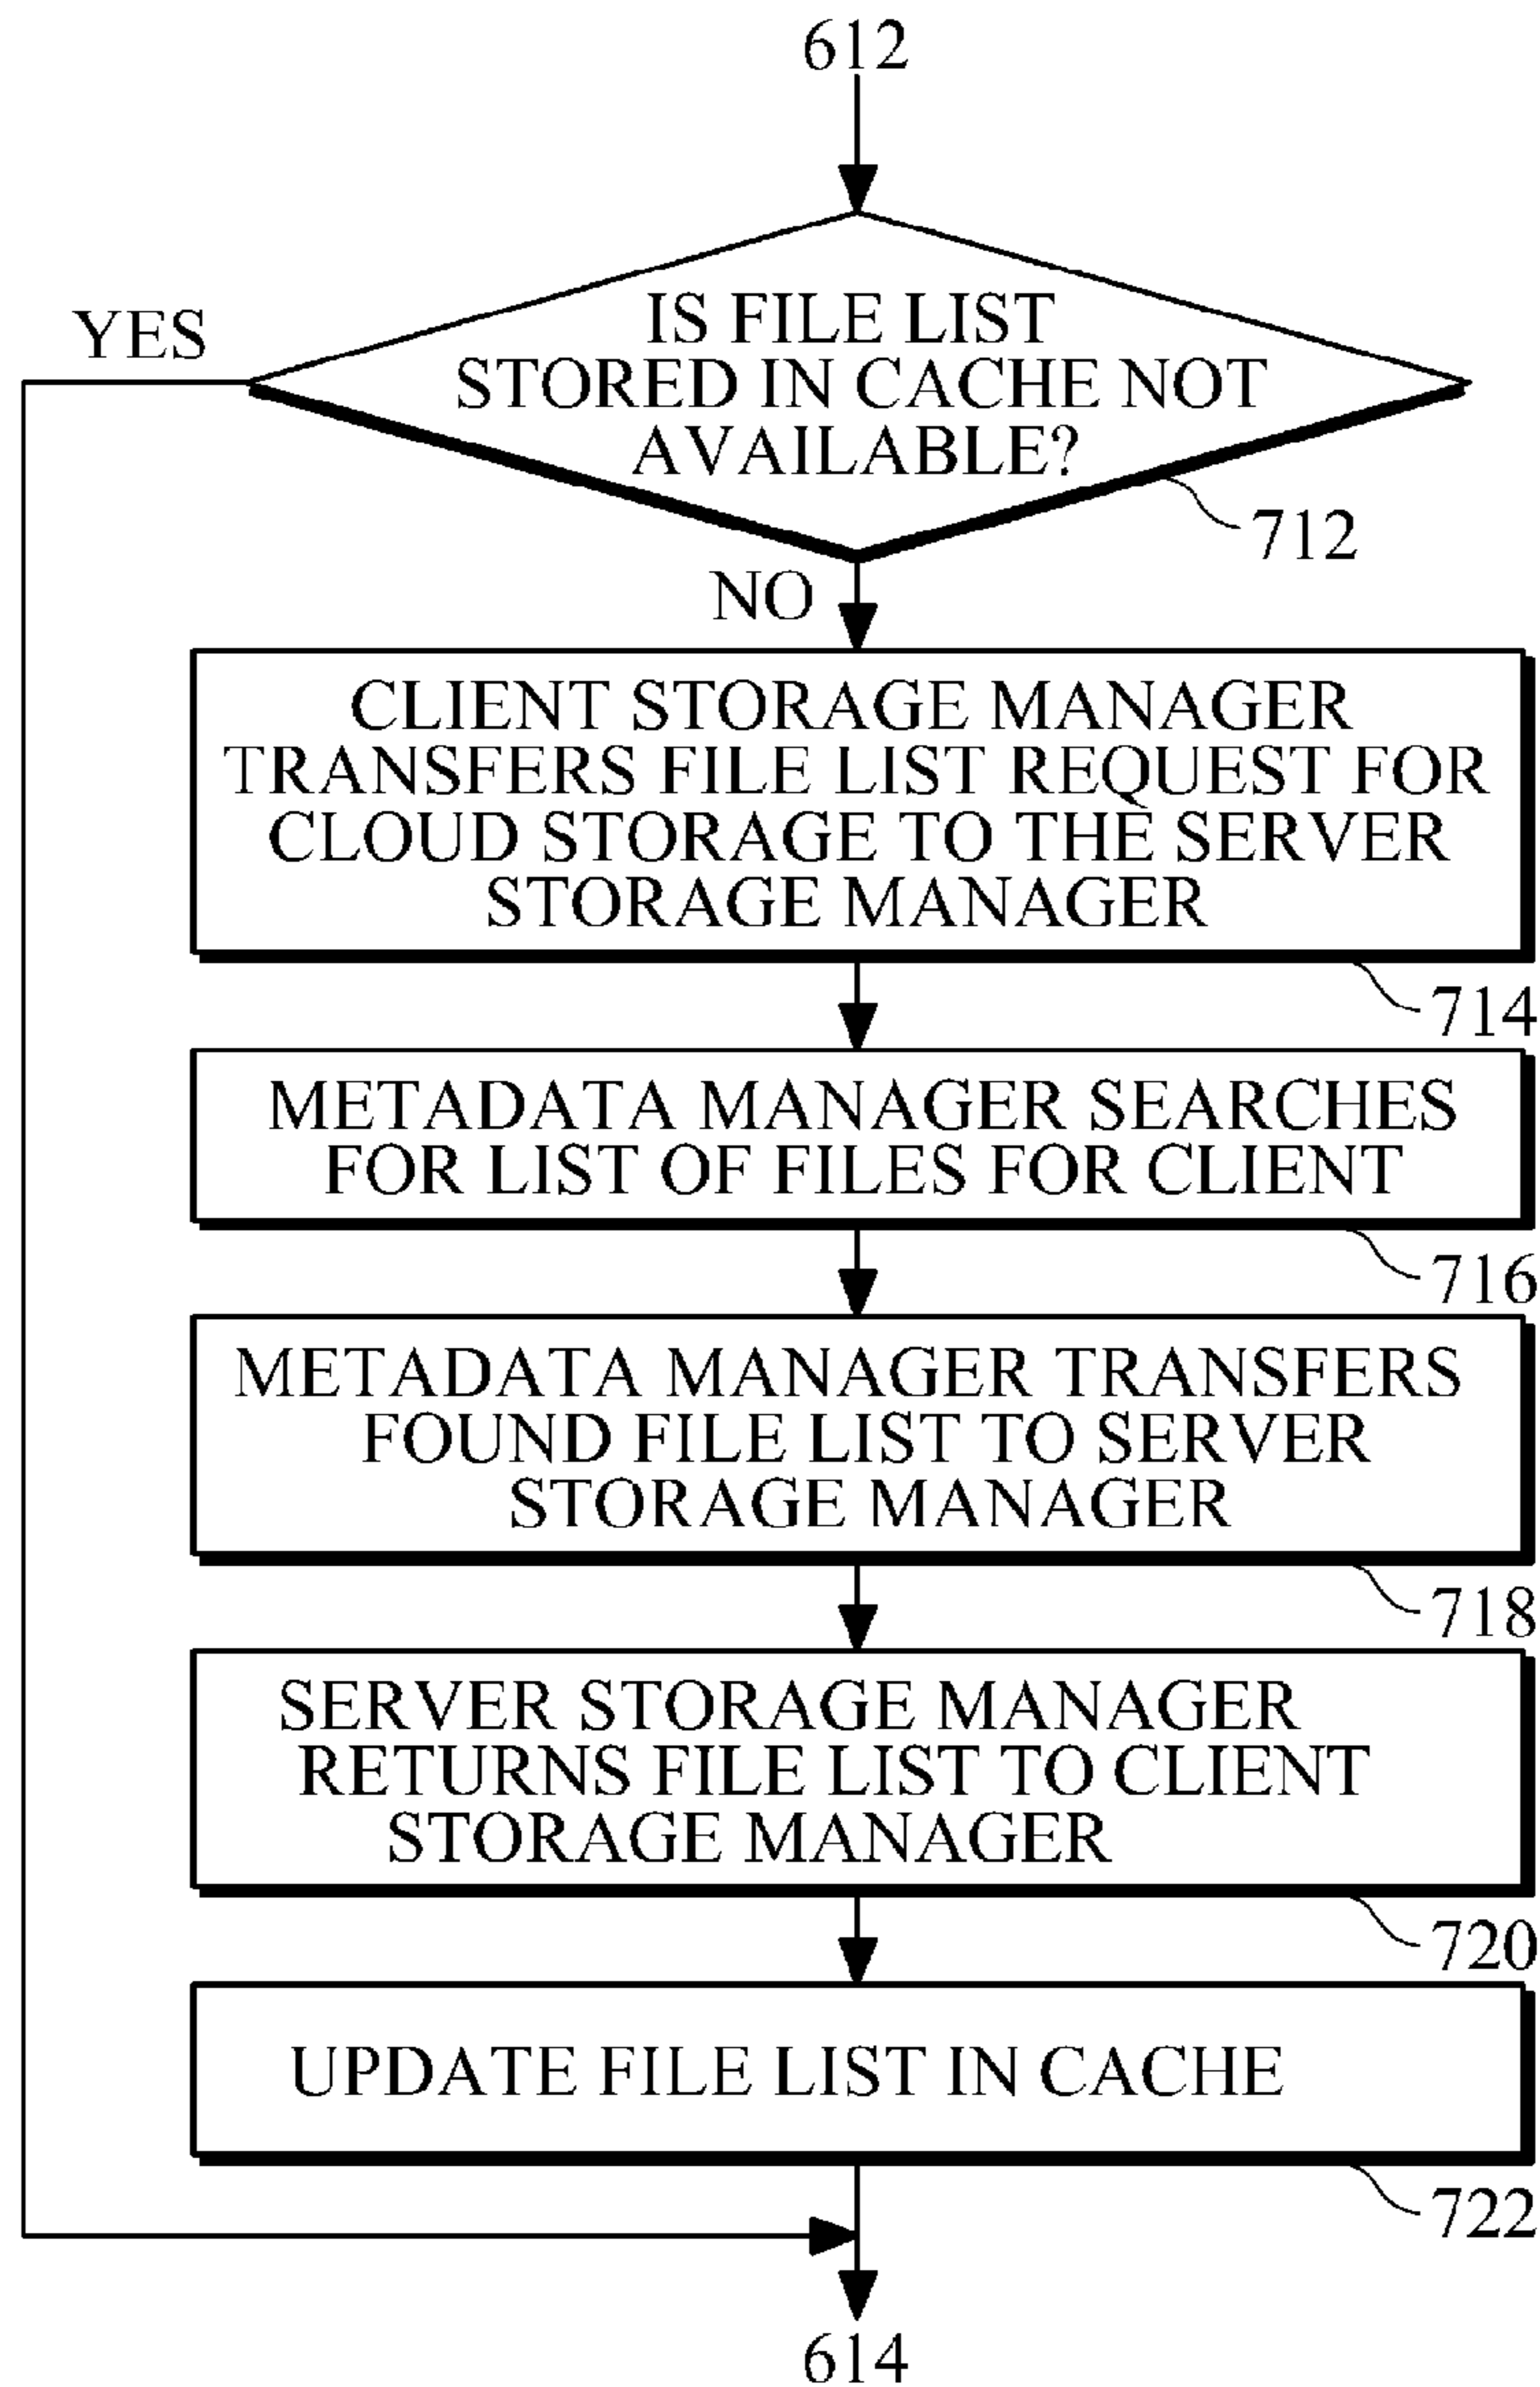 612
IS FILE LIST
YES
STORED IN CACHE NOT
AVAILABLE?
712
NO
CLIENT STORAGE MANAGER
TRANSFERS FILE LIST REQUEST FOR
CLOUD STORAGE TO THE SERVER
STORAGE MANAGER
714
METADATA MANAGER SEARCHES
FOR LIST OF FILES FOR CLIENT
716
METADATA MANAGER TRANSFERS
FOUND FILE LIST TO SERVER
STORAGE MANAGER
718
SERVER STORAGE MANAGER
RETURNS FILE LIST TO CLIENT
STORAGE MANAGER
720
UPDATE FILE LIST IN CACHE
722
614